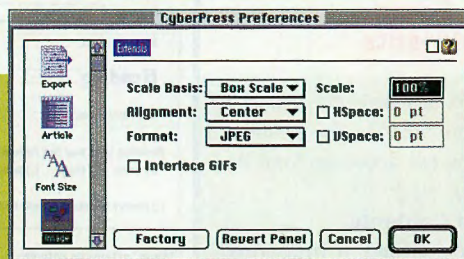 CyberPress Preferences
Extensis
Export
Article
Font Size
Image
Scale Basis: Box Scale Scale: 100%
Alignment: Center HSpace: 0 pt
Format: JPEG VSpace: 0 pt
Interlace GIFs
Factory Revert Panel Cancel OK